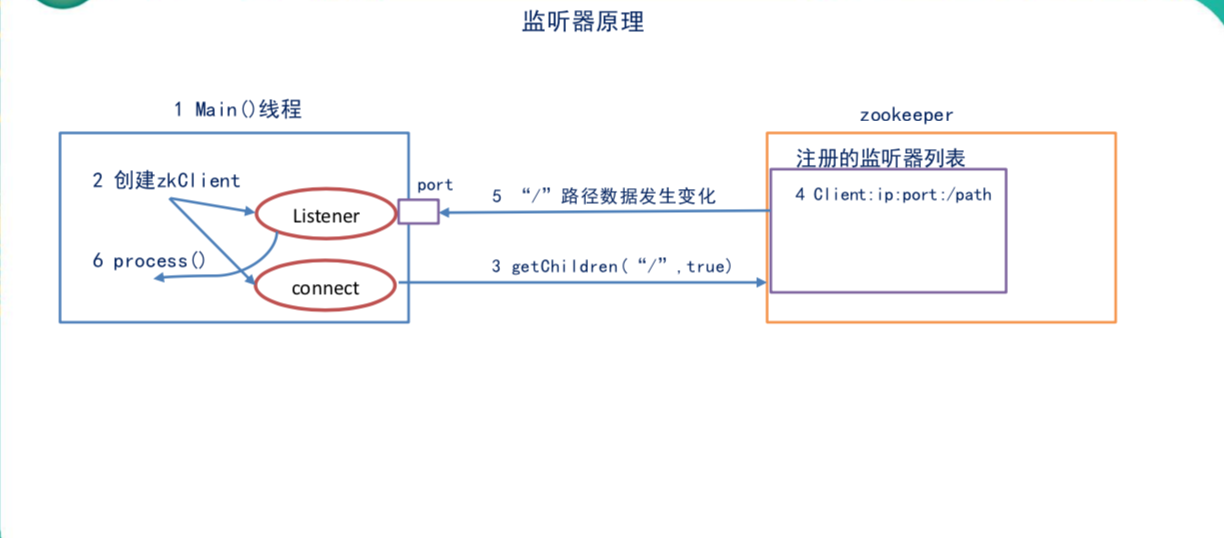 监听器原理
1 Main()线程
zookeeper
注册的监听器列表
2 创建zkClient
port
5 “/”路径数据发生变化
4 Client:ip:port:/path
Listener
6 process()
3 getChildren(“/”,true)
connect